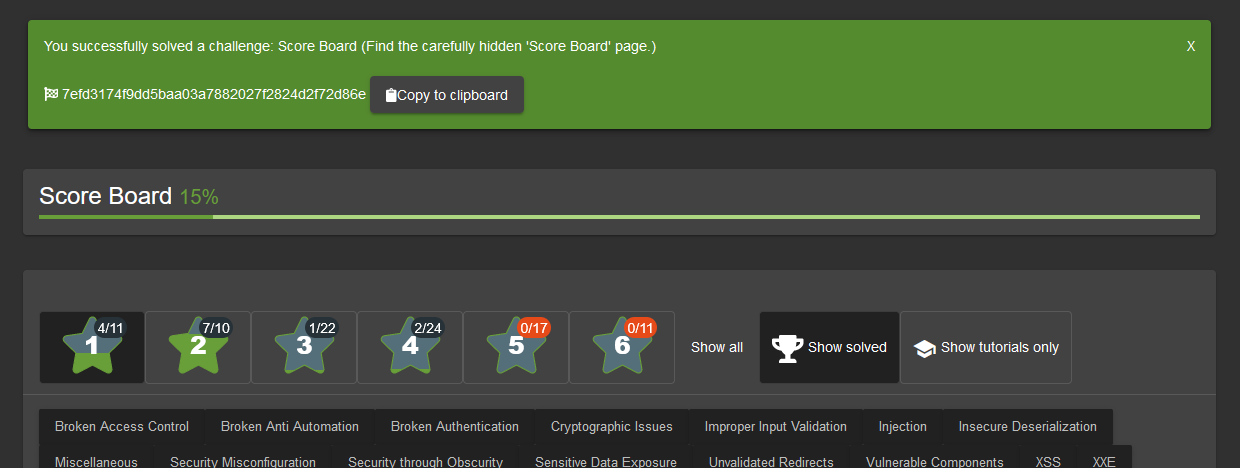 You successfully solved a challenge: Score Board (Find the carefully hidden 'Score Board' page.) X
7efd3174f9dd5baa03a7882027f2824d2f72d86e Copy to clipboard
Score Board 15%
1 4/11 2 7/10 3 1/22 4 2/24 5 0/17 6 0/11 Show all Show solved Show tutorials only
Broken Access Control Broken Anti Automation Broken Authentication Cryptographic Issues Improper Input Validation Injection Insecure Deserialization
Miscellaneous Security Misconfiguration Security through Obscurity Sensitive Data Exposure Unvalidated Redirects Vulnerable Components XSS XXE